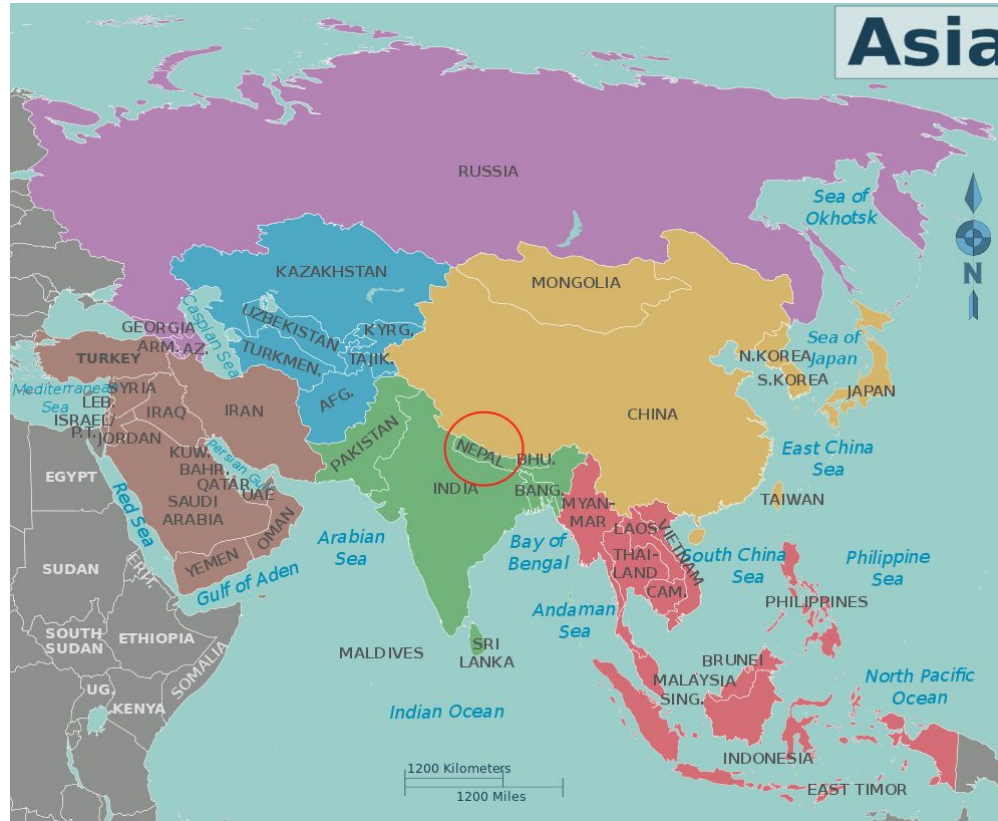 Asia
RUSSIA
Sea of
Okhotsk
KAZAKHSTAN
MONGOLIA
N
UZBEKISTAN
KYRG.
Caspian Sea
GEORGIA
ARM.
AZ.
TURKMEN.
TAJIK.
Sea of
Japan
N.KOREA
S.KOREA
JAPAN
TURKEY
Mediterranean
Sea
SYRIA
LEB.
ISRAEL/
P.T.
JORDAN
IRAQ
IRAN
AFG.
PAKISTAN
CHINA
NEPAL
BHU.
East China
Sea
KUW.
BAHR.
QATAR.
UAE
Persian Gulf
EGYPT
INDIA
BANG.
TAIWAN
SAUDI
ARABIA
OMAN
Red Sea
YEMEN
Arabian
Sea
MYAN-
MAR
LAOS
VIETNAM
Bay of
Bengal
THAI-
LAND
CAM.
South China
Sea
Philippine
Sea
SUDAN
ERIT.
Gulf of Aden
Andaman
Sea
PHILIPPINES
SOUTH
SUDAN
ETHIOPIA
SOMALIA
MALDIVES
SRI
LANKA
BRUNEI
MALAYSIA
SING.
North Pacific
Ocean
UG.
KENYA
Indian Ocean
INDONESIA
EAST TIMOR
1200 Kilometers
1200 Miles